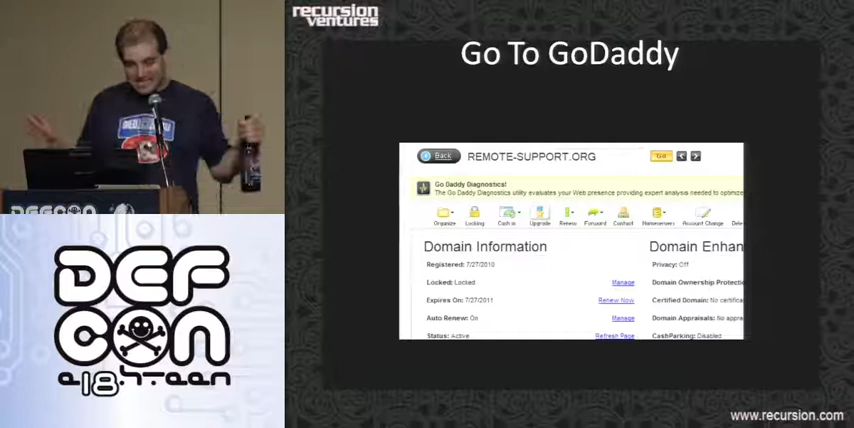 recursion
ventures
Go To GoDaddy
Back
REMOTE-SUPPORT.ORG
Go!
Go Daddy Diagnostics!
The Go Daddy Diagnostics utility evaluates your Web presence providing expert analysis needed to optimize
Organize Locking Cash in Upgrade Renew Forward Contact Nameservers Account Change Dele
Domain Information
Domain Enhan
Registered: 7/27/2010
Privacy: Off
Locked: Locked
Manage
Domain Ownership Protectio
Expires On: 7/27/2011
Renew Now
Certified Domain: No certifica
Auto Renew: On
Manage
Domain Appraisals: No appra
Status: Active
Refresh Page
CashParking: Disabled
DEFCON
DEF
CON
e18hteen
www.recursion.com